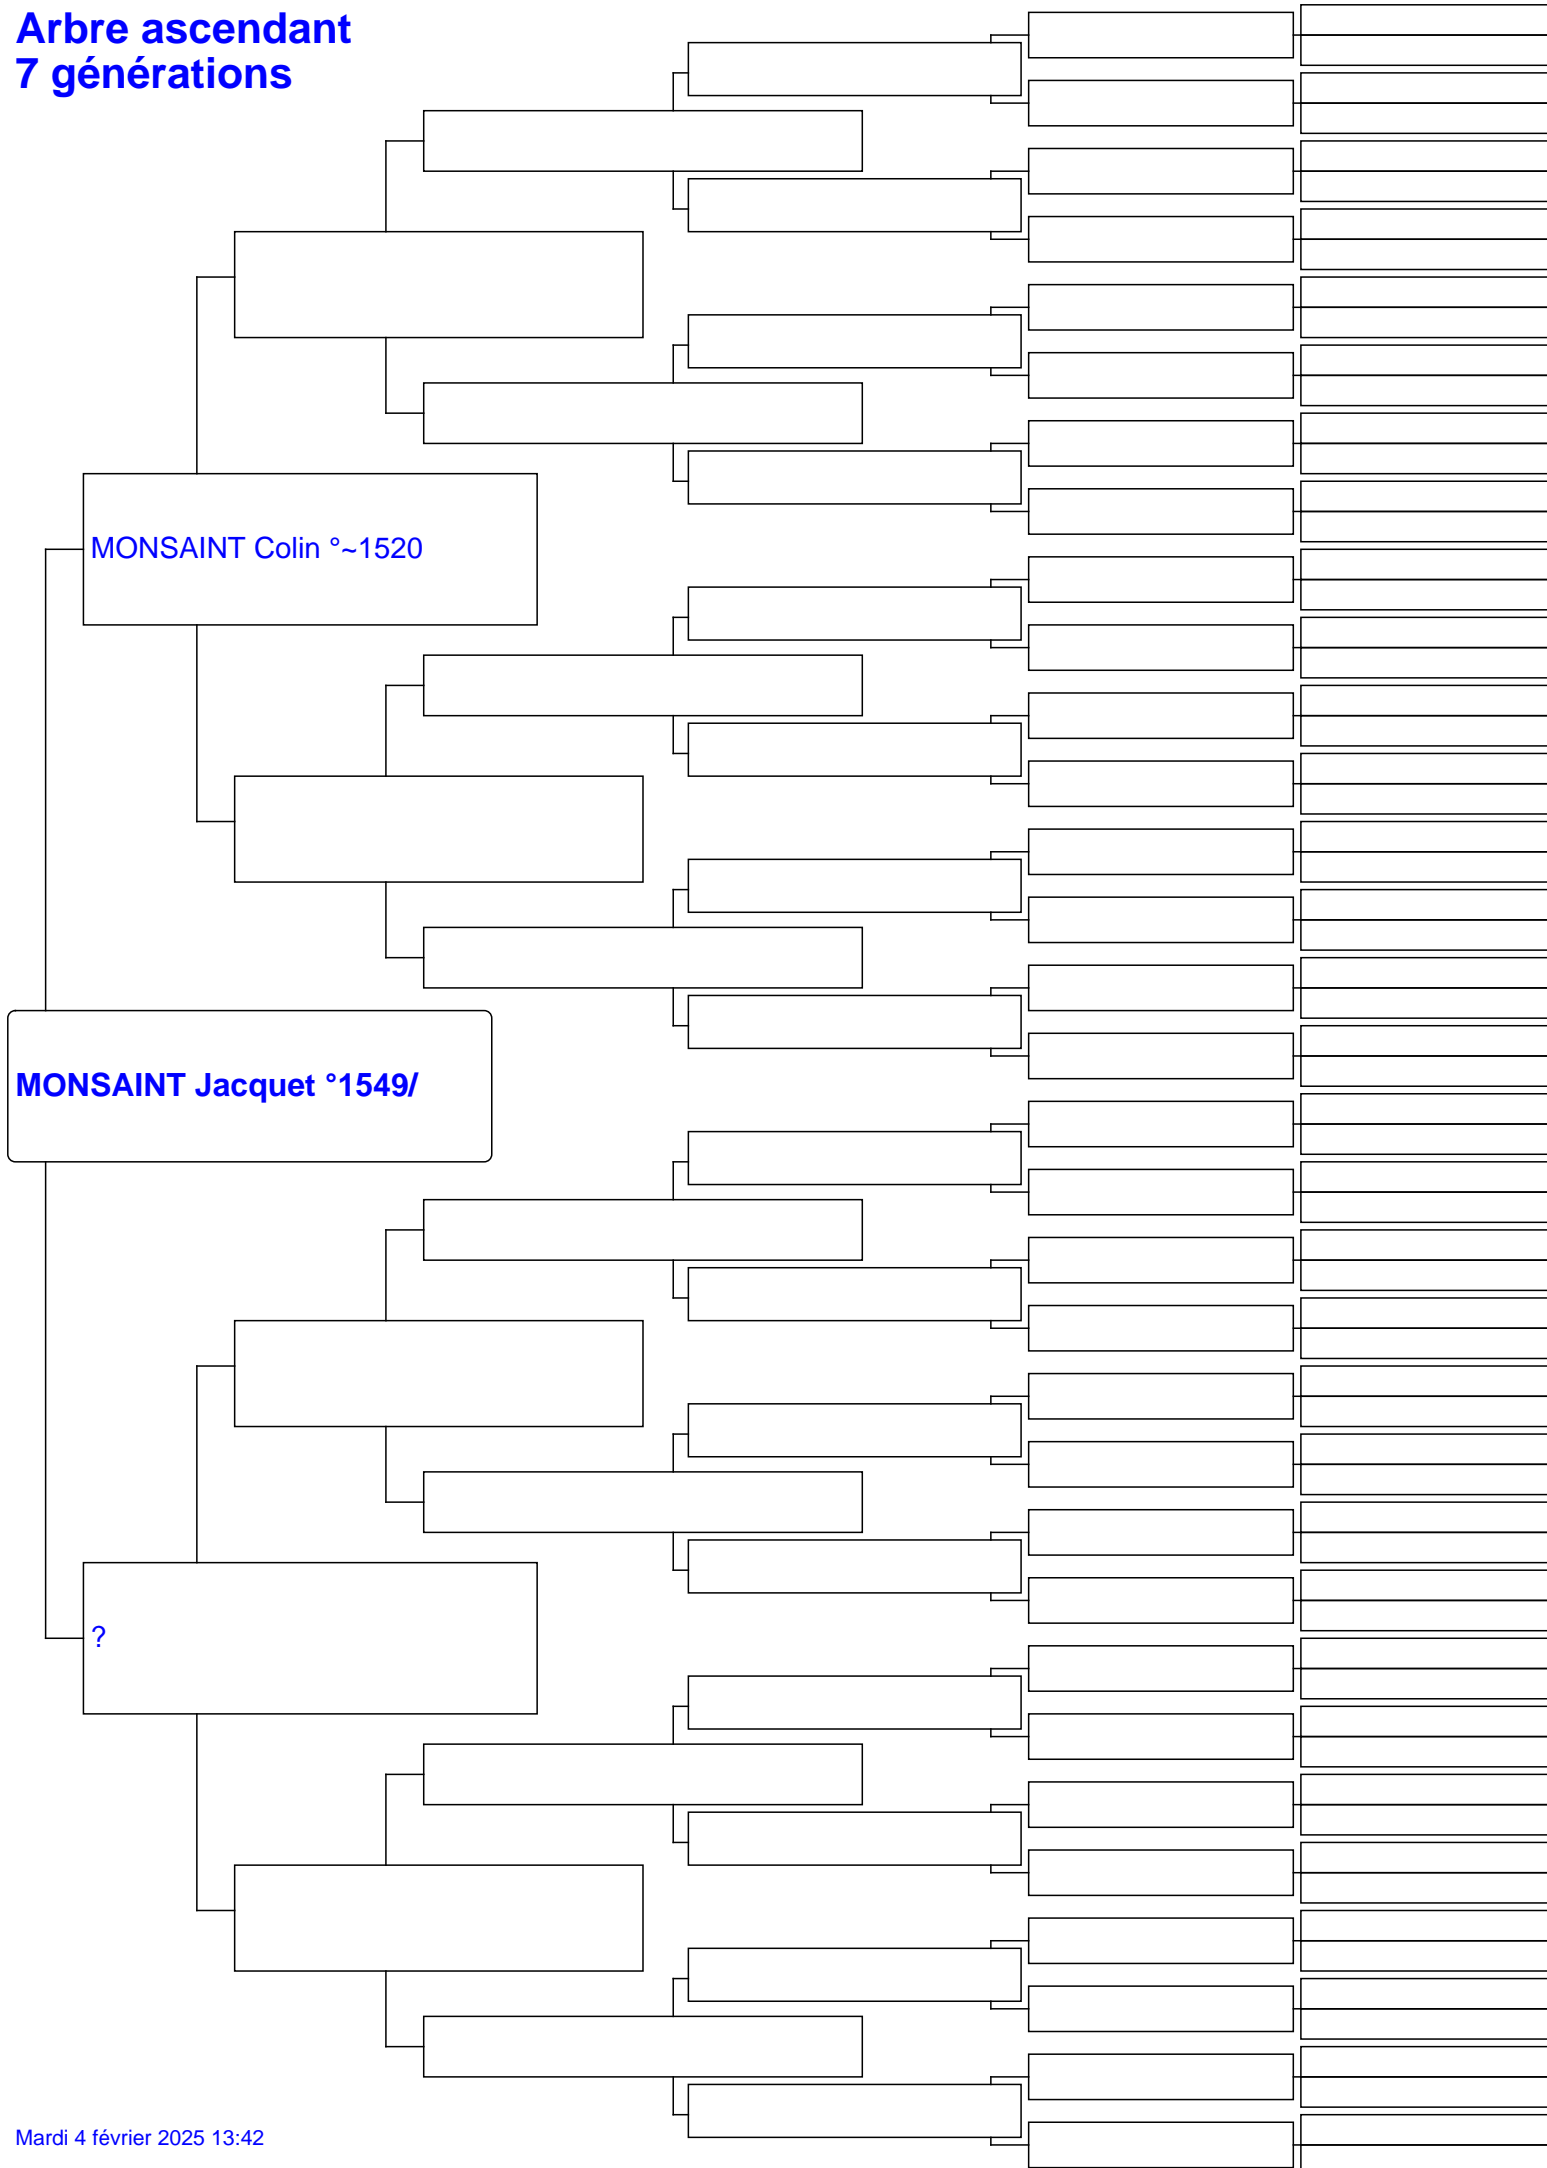 Arbre ascendant
7 générations
MONSAINT Colin °~1520
MONSAINT Jacquet °1549/
?
Mardi 4 février 2025 13:42